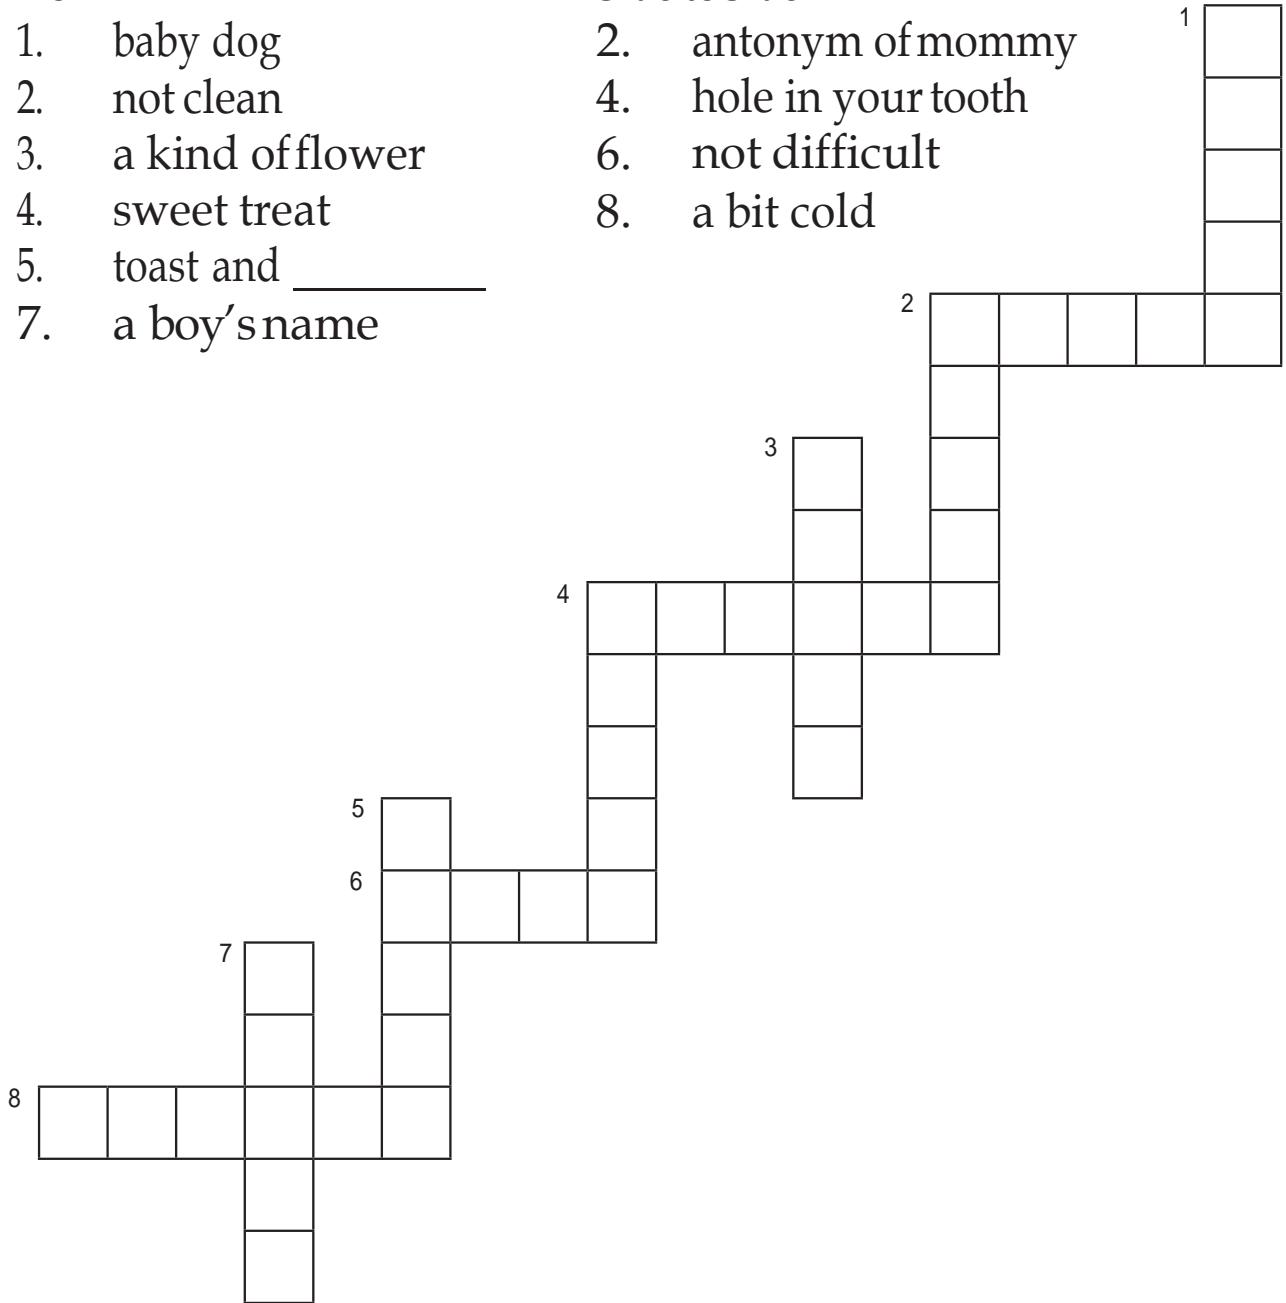 1. baby dog
2. not clean
3. a kind of flower
4. sweet treat
5. toast and ________
7. a boy's name
2. antonym of mommy
4. hole in your tooth
6. not difficult
8. a bit cold
1
2
3
4
5
6
7
8